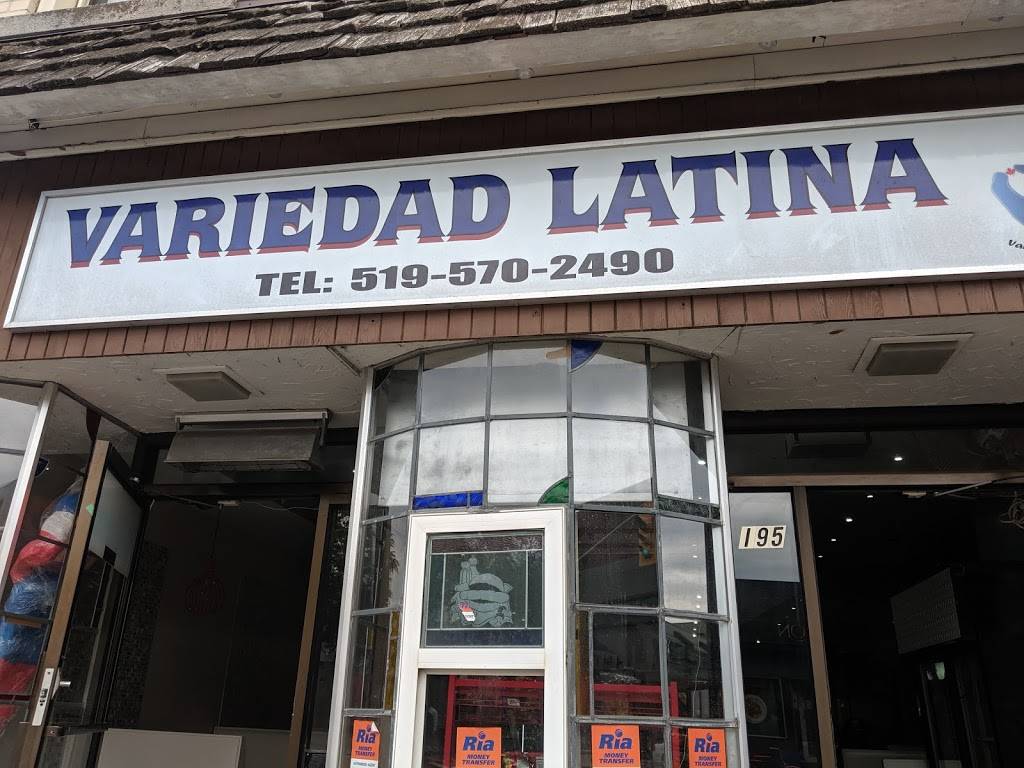 VARIEDAD LATINA
TEL: 519-570-2490
Va
195
Ria
MONEY
TRANSFER
Ria
MONEY
TRANSFER
Ria
MONEY
TRANSFER
Ria
MONEY
TRANSFER